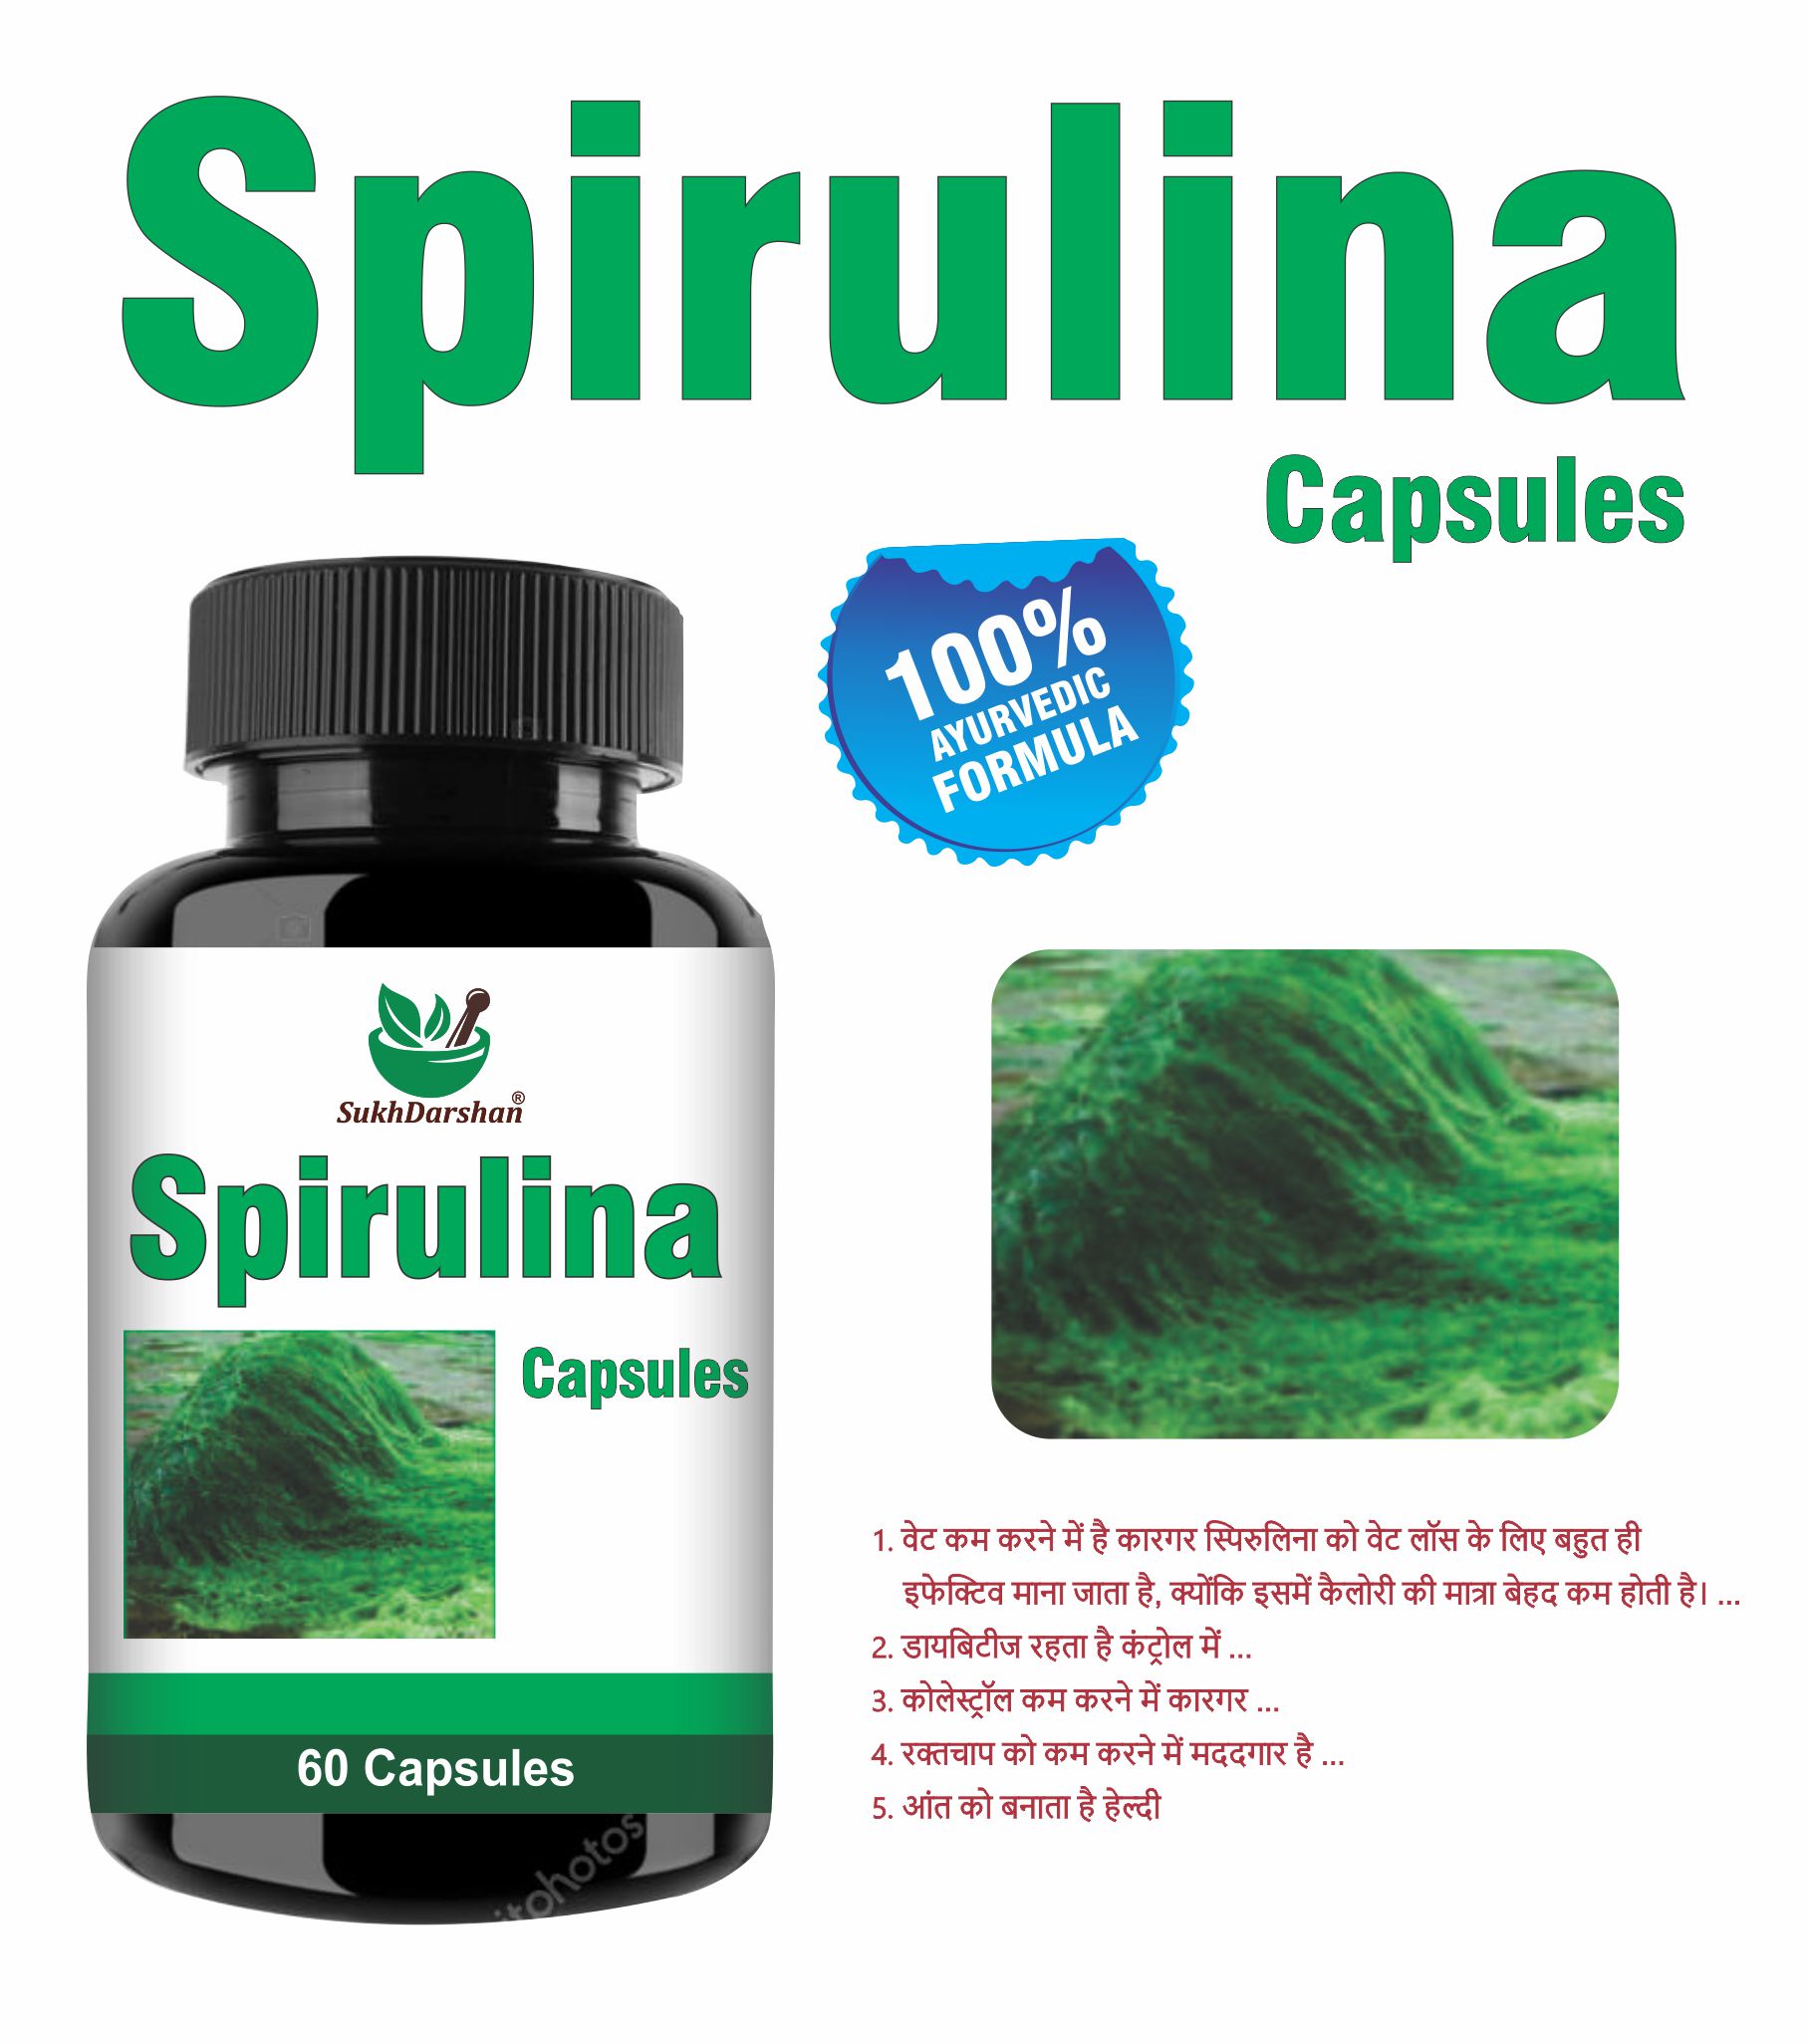 Spirulina
Capsules
100%
AYURVEDIC
FORMULA
SukhDarshan®
Spirulina
Capsules
60 Capsules
1. वेट कम करने में है कारगर स्पिरुलिना को वेट लॉस के लिए बहुत ही
इफेक्टिव माना जाता है, क्योंकि इसमें कैलोरी की मात्रा बेहद कम होती है। ...
2. डायबिटीज रहता है कंट्रोल में ...
3. कोलेस्ट्रॉल कम करने में कारगर ...
4. रक्तचाप को कम करने में मददगार है ...
5. आंत को बनाता है हेल्दी